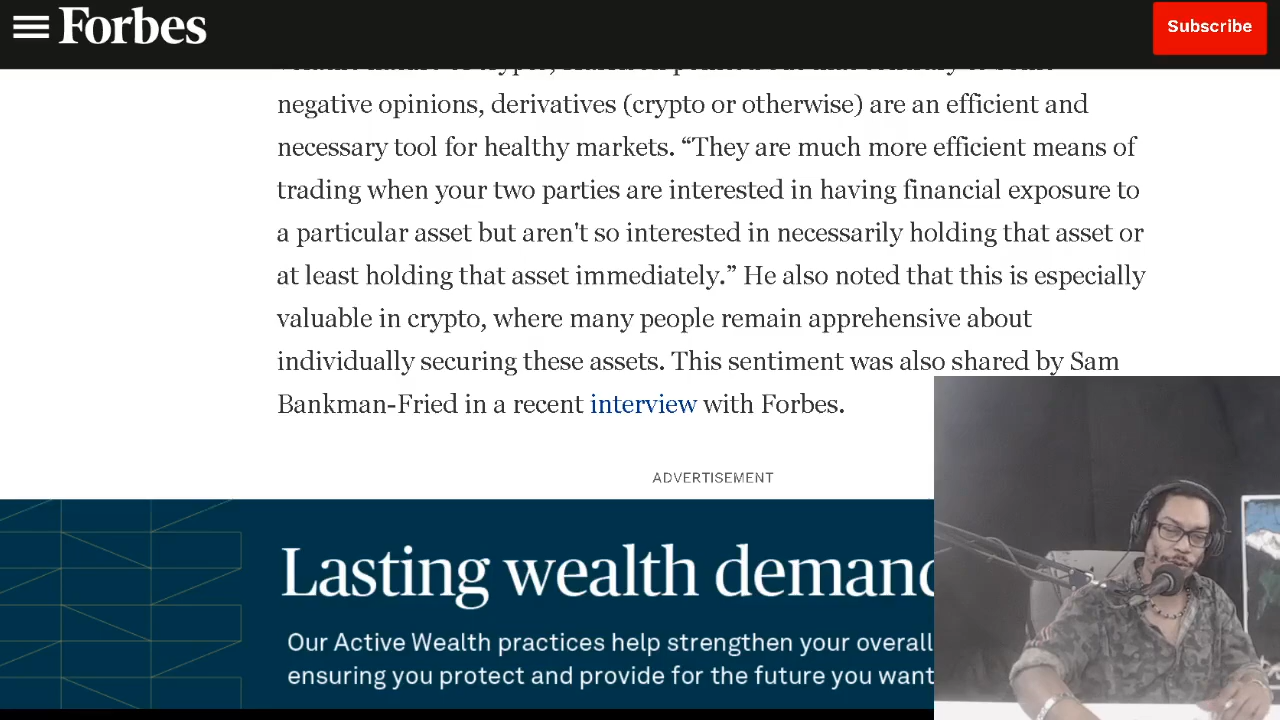 Forbes
Subscribe
negative opinions, derivatives (crypto or otherwise) are an efficient and
necessary tool for healthy markets. “They are much more efficient means of
trading when your two parties are interested in having financial exposure to
a particular asset but aren't so interested in necessarily holding that asset or
at least holding that asset immediately.” He also noted that this is especially
valuable in crypto, where many people remain apprehensive about
individually securing these assets. This sentiment was also shared by Sam
Bankman-Fried in a recent interview with Forbes.
ADVERTISEMENT
Lasting wealth demand
Our Active Wealth practices help strengthen your overall
ensuring you protect and provide for the future you want